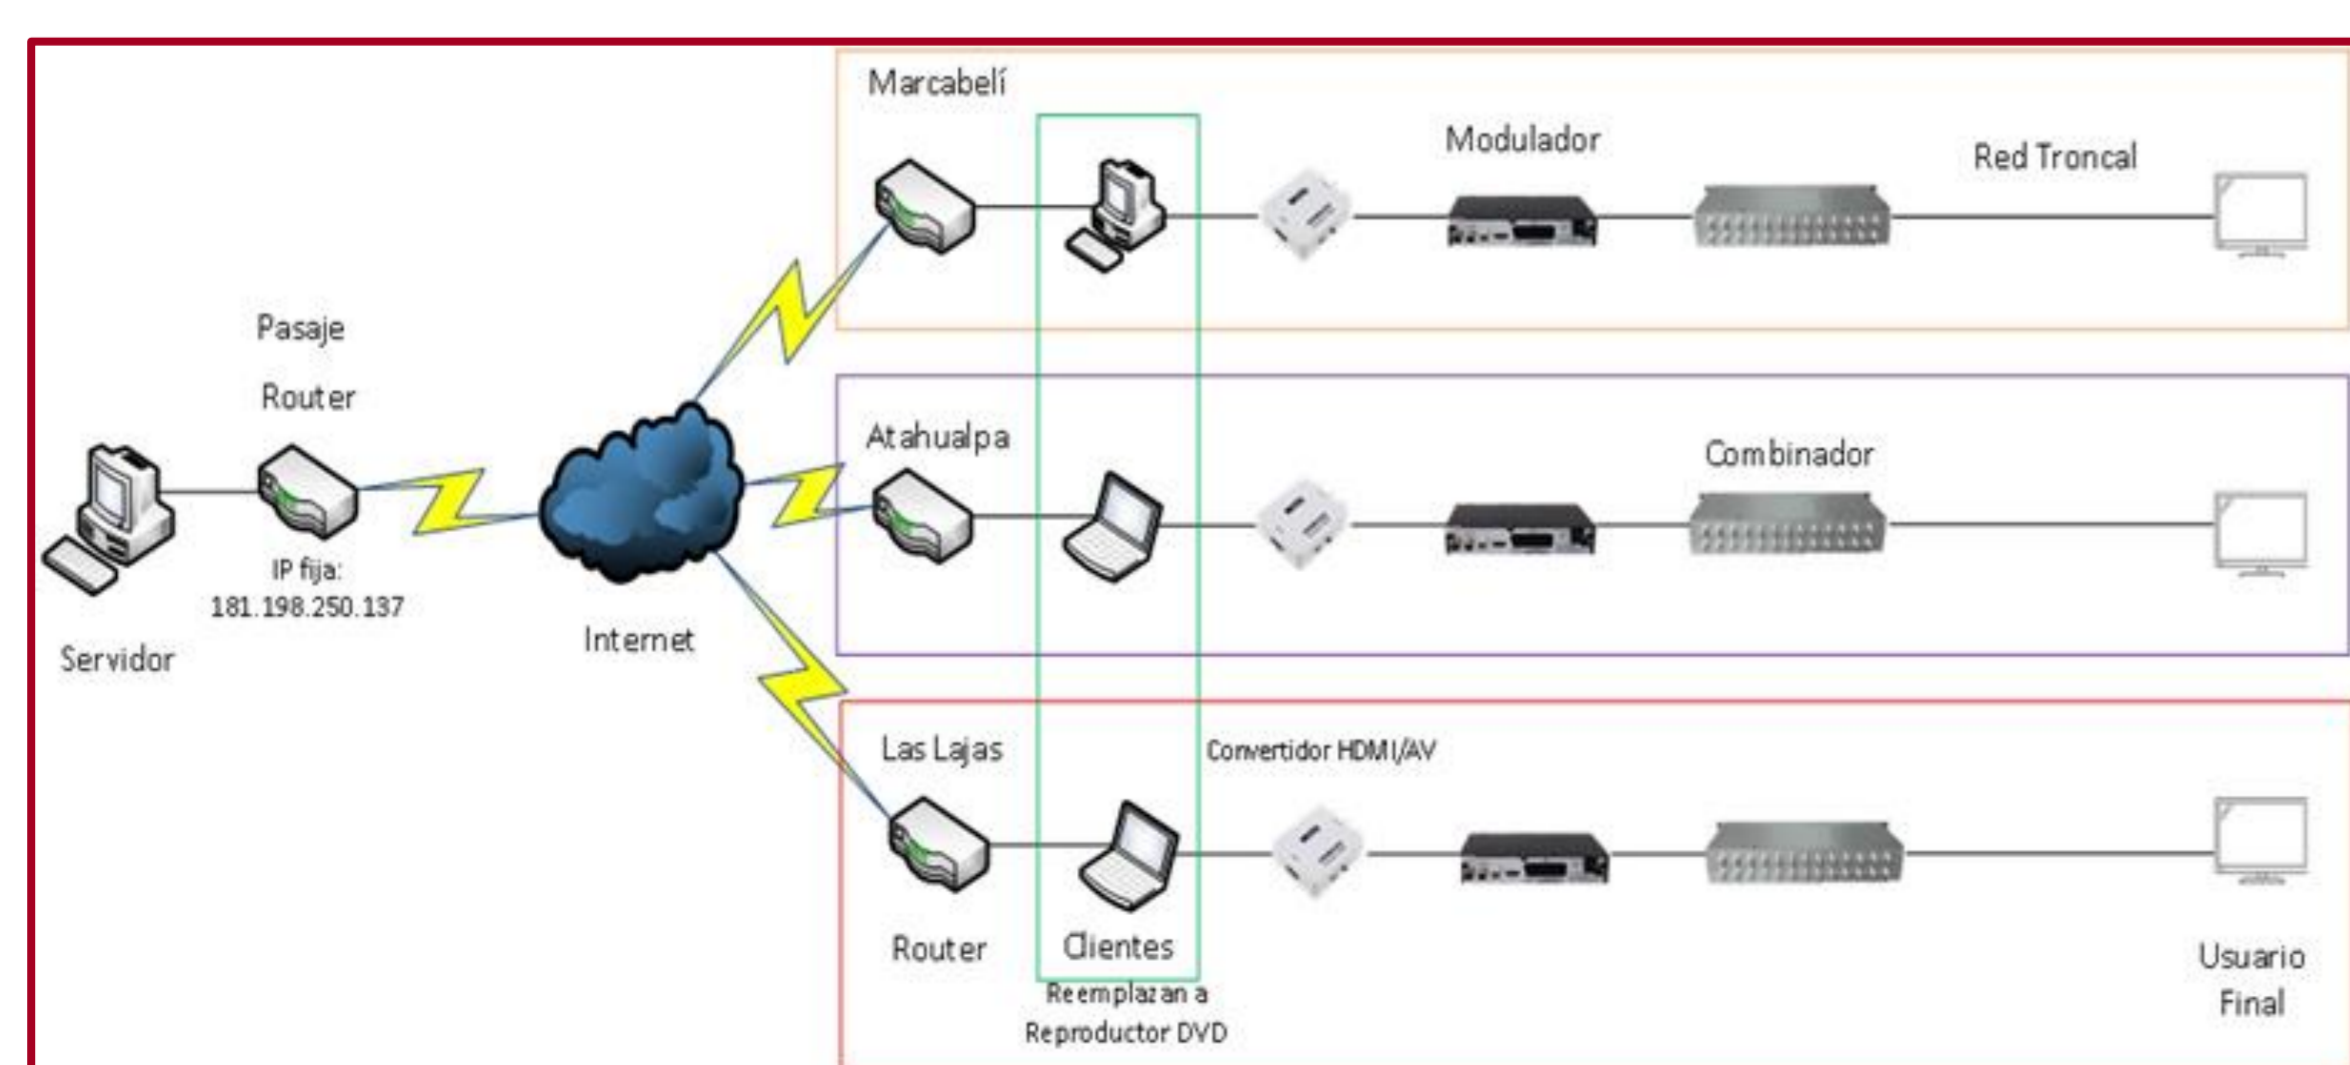 Marcabelí
Modulador
Red Troncal
Pasaje
Router
IP fija:
181.198.250.137
Servidor
Internet
Atahualpa
Combinador
Las Lajas
Convertidor HDMI/AV
Router
Clientes
Reemplazan a
Reproductor DVD
Usuario
Final